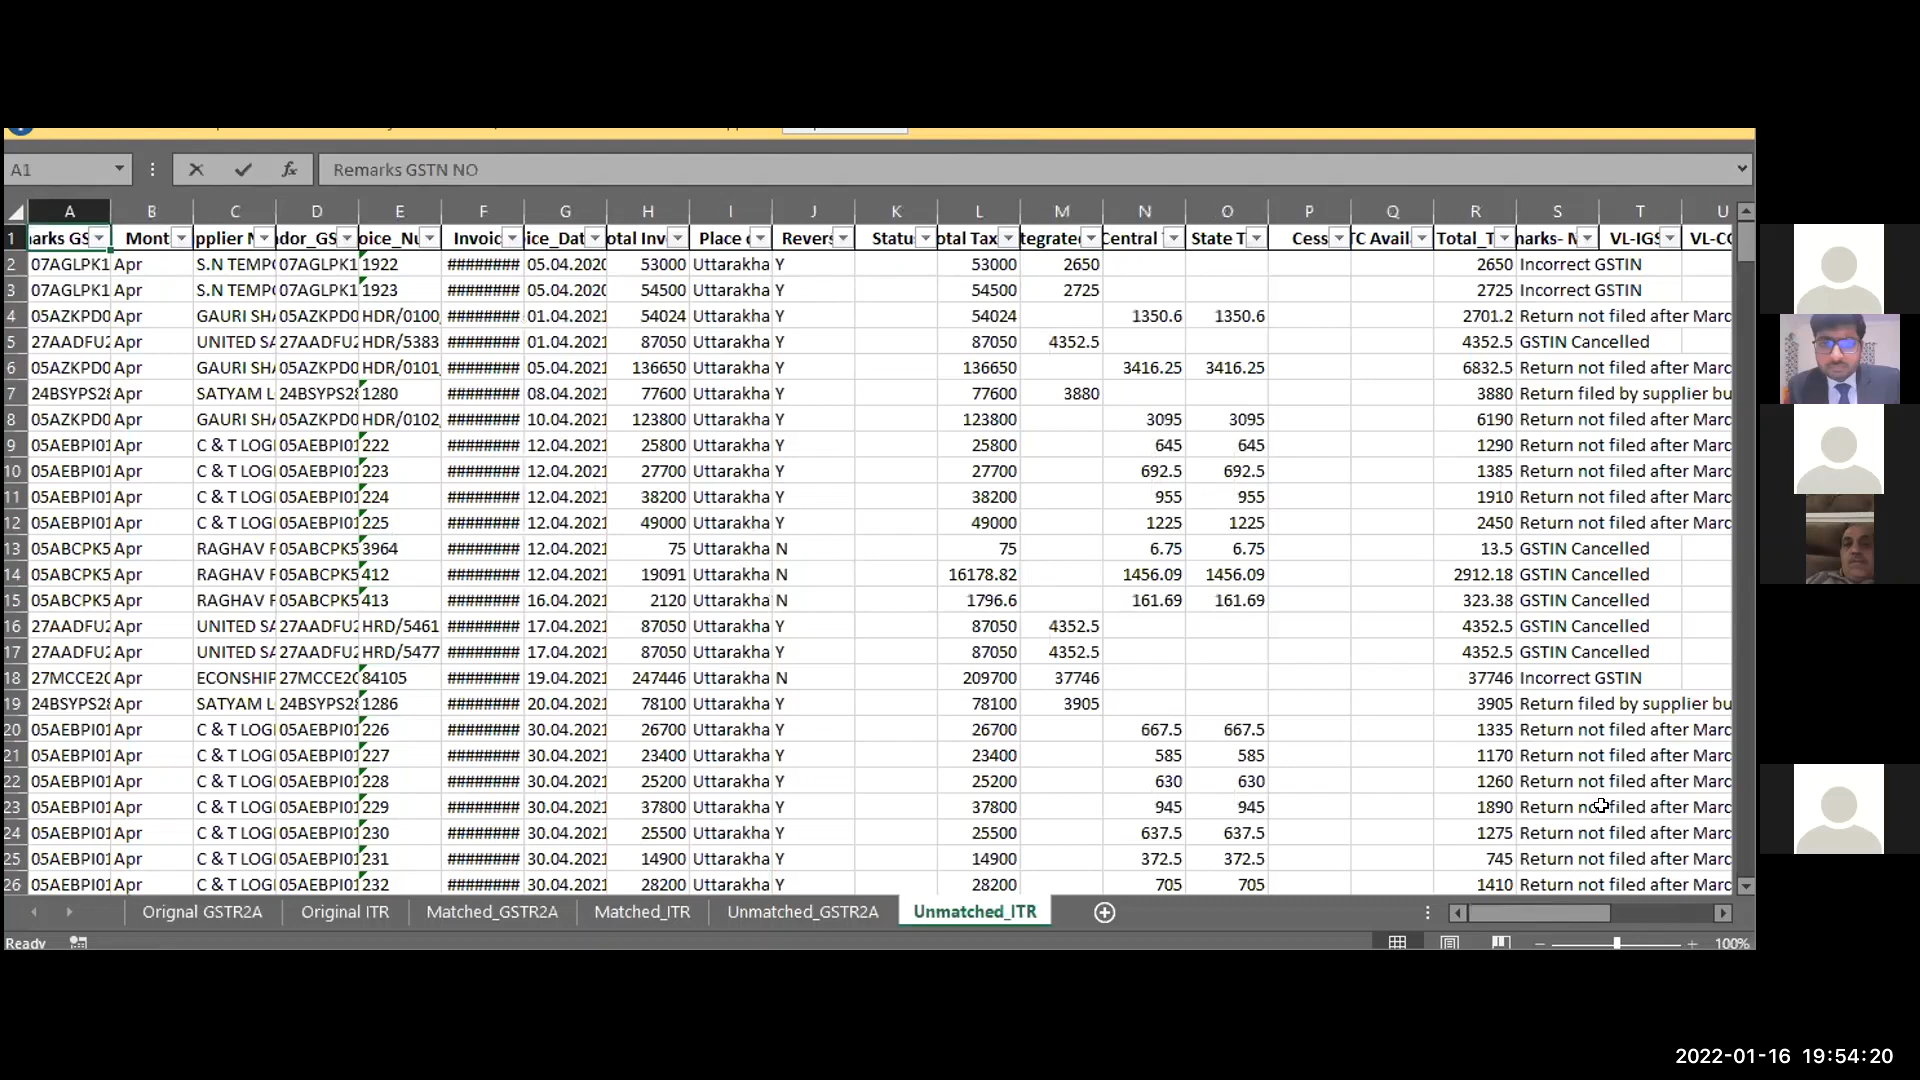 A1 Remarks GSTN NO
A B C D E F G H I J K L M N O P Q R S T U
1 arks GS Mont pplier N dor_GS oice_Nu Invoic ice_Dat otal Inv Place Revers Statu otal Tax tegrate Central State T Cess TC Avail Total_T narks- N VL-IGS VL-CG
2 07AGLPK1 Apr S.N TEMPO 07AGLPK1 1922 ######## 05.04.2020 53000 Uttarakha Y 53000 2650 2650 Incorrect GSTIN
3 07AGLPK1 Apr S.N TEMPO 07AGLPK1 1923 ######## 05.04.2020 54500 Uttarakha Y 54500 2725 2725 Incorrect GSTIN
4 05AZKPD0 Apr GAURI SHA 05AZKPD0 HDR/0100 ######## 01.04.2021 54024 Uttarakha Y 54024 1350.6 1350.6 2701.2 Return not filed after Marc
5 27AADFU2 Apr UNITED SA 27AADFU2 HDR/5383 ######## 01.04.2021 87050 Uttarakha Y 87050 4352.5 4352.5 GSTIN Cancelled
6 05AZKPD0 Apr GAURI SHA 05AZKPD0 HDR/0101 ######## 05.04.2021 136650 Uttarakha Y 136650 3416.25 3416.25 6832.5 Return not filed after Marc
7 24BSYPS28 Apr SATYAM L 24BSYPS28 1280 ######## 08.04.2021 77600 Uttarakha Y 77600 3880 3880 Return filed by supplier bu
8 05AZKPD0 Apr GAURI SHA 05AZKPD0 HDR/0102 ######## 10.04.2021 123800 Uttarakha Y 123800 3095 3095 6190 Return not filed after Marc
9 05AEBPI01 Apr C & T LOGI 05AEBPI01 222 ######## 12.04.2021 25800 Uttarakha Y 25800 645 645 1290 Return not filed after Marc
10 05AEBPI01 Apr C & T LOGI 05AEBPI01 223 ######## 12.04.2021 27700 Uttarakha Y 27700 692.5 692.5 1385 Return not filed after Marc
11 05AEBPI01 Apr C & T LOGI 05AEBPI01 224 ######## 12.04.2021 38200 Uttarakha Y 38200 955 955 1910 Return not filed after Marc
12 05AEBPI01 Apr C & T LOGI 05AEBPI01 225 ######## 12.04.2021 49000 Uttarakha Y 49000 1225 1225 2450 Return not filed after Marc
13 05ABCPK5 Apr RAGHAV F 05ABCPK5 3964 ######## 12.04.2021 75 Uttarakha N 75 6.75 6.75 13.5 GSTIN Cancelled
14 05ABCPK5 Apr RAGHAV F 05ABCPK5 412 ######## 12.04.2021 19091 Uttarakha N 16178.82 1456.09 1456.09 2912.18 GSTIN Cancelled
15 05ABCPK5 Apr RAGHAV F 05ABCPK5 413 ######## 16.04.2021 2120 Uttarakha N 1796.6 161.69 161.69 323.38 GSTIN Cancelled
16 27AADFU2 Apr UNITED SA 27AADFU2 HRD/5461 ######## 17.04.2021 87050 Uttarakha Y 87050 4352.5 4352.5 GSTIN Cancelled
17 27AADFU2 Apr UNITED SA 27AADFU2 HRD/5477 ######## 17.04.2021 87050 Uttarakha Y 87050 4352.5 4352.5 GSTIN Cancelled
18 27MCCE2C Apr ECONSHIP 27MCCE2C 84105 ######## 19.04.2021 247446 Uttarakha N 209700 37746 37746 Incorrect GSTIN
19 24BSYPS28 Apr SATYAM L 24BSYPS28 1286 ######## 20.04.2021 78100 Uttarakha Y 78100 3905 3905 Return filed by supplier bu
20 05AEBPI01 Apr C & T LOGI 05AEBPI01 226 ######## 30.04.2021 26700 Uttarakha Y 26700 667.5 667.5 1335 Return not filed after Marc
21 05AEBPI01 Apr C & T LOGI 05AEBPI01 227 ######## 30.04.2021 23400 Uttarakha Y 23400 585 585 1170 Return not filed after Marc
22 05AEBPI01 Apr C & T LOGI 05AEBPI01 228 ######## 30.04.2021 25200 Uttarakha Y 25200 630 630 1260 Return not filed after Marc
23 05AEBPI01 Apr C & T LOGI 05AEBPI01 229 ######## 30.04.2021 37800 Uttarakha Y 37800 945 945 1890 Return not filed after Marc
24 05AEBPI01 Apr C & T LOGI 05AEBPI01 230 ######## 30.04.2021 25500 Uttarakha Y 25500 637.5 637.5 1275 Return not filed after Marc
25 05AEBPI01 Apr C & T LOGI 05AEBPI01 231 ######## 30.04.2021 14900 Uttarakha Y 14900 372.5 372.5 745 Return not filed after Marc
26 05AEBPI01 Apr C & T LOGI 05AEBPI01 232 ######## 30.04.2021 28200 Uttarakha Y 28200 705 705 1410 Return not filed after Marc
Orignal GSTR2A Original ITR Matched_GSTR2A Matched_ITR Unmatched_GSTR2A Unmatched_ITR
Ready 100%
2022-01-16 19:54:20